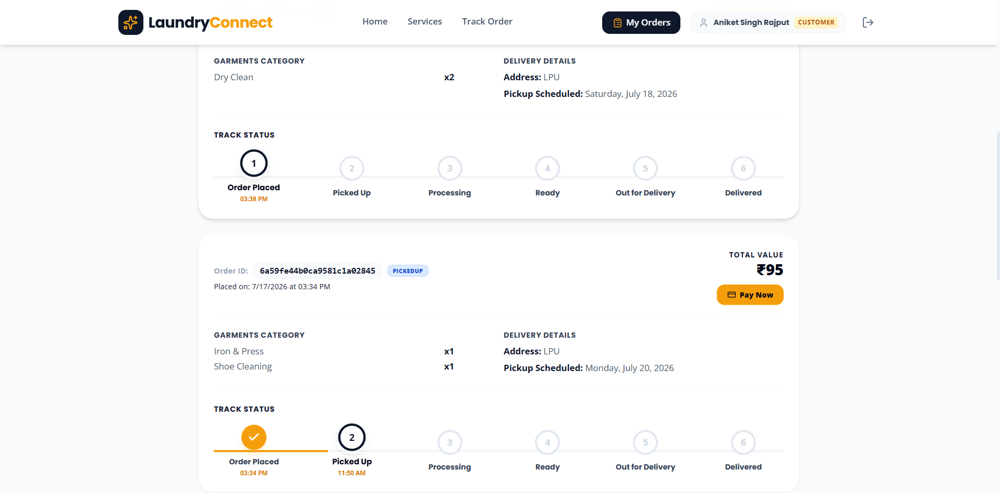 LaundryConnect
Home Services Track Order
My Orders
Aniket Singh Rajput CUSTOMER
GARMENTS CATEGORY
Dry Clean x2
DELIVERY DETAILS
Address: LPU
Pickup Scheduled: Saturday, July 18, 2026
TRACK STATUS
1 2 3 4 5 6
Order Placed Picked Up Processing Ready Out for Delivery Delivered
03:38 PM
Order ID: 6a59fe44b0ca9581c1a02845 PICKEDUP
Placed on: 7/17/2026 at 03:34 PM
TOTAL VALUE
₹95
Pay Now
GARMENTS CATEGORY
Iron & Press x1
Shoe Cleaning x1
DELIVERY DETAILS
Address: LPU
Pickup Scheduled: Monday, July 20, 2026
TRACK STATUS
2 3 4 5 6
Order Placed Picked Up Processing Ready Out for Delivery Delivered
03:34 PM 11:50 AM